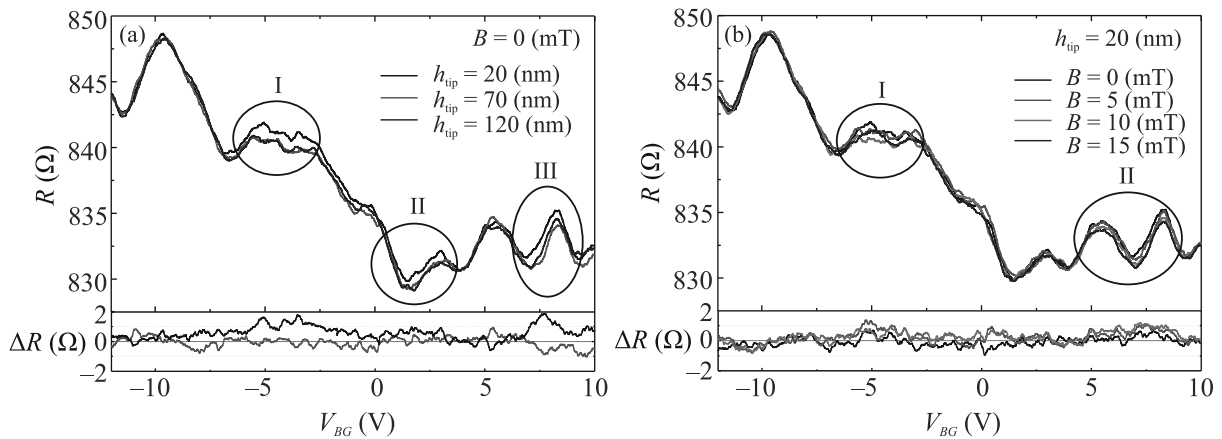 (a)
B = 0 (mT)
h_tip = 20 (nm)
h_tip = 70 (nm)
h_tip = 120 (nm)
I
II
III
850
845
840
835
830
R (Ω)
2
0
–2
ΔR (Ω)
–10
–5
0
5
10
V_BG (V)
(b)
h_tip = 20 (nm)
B = 0 (mT)
B = 5 (mT)
B = 10 (mT)
B = 15 (mT)
I
II
850
845
840
835
830
R (Ω)
2
0
–2
ΔR (Ω)
–10
–5
0
5
10
V_BG (V)